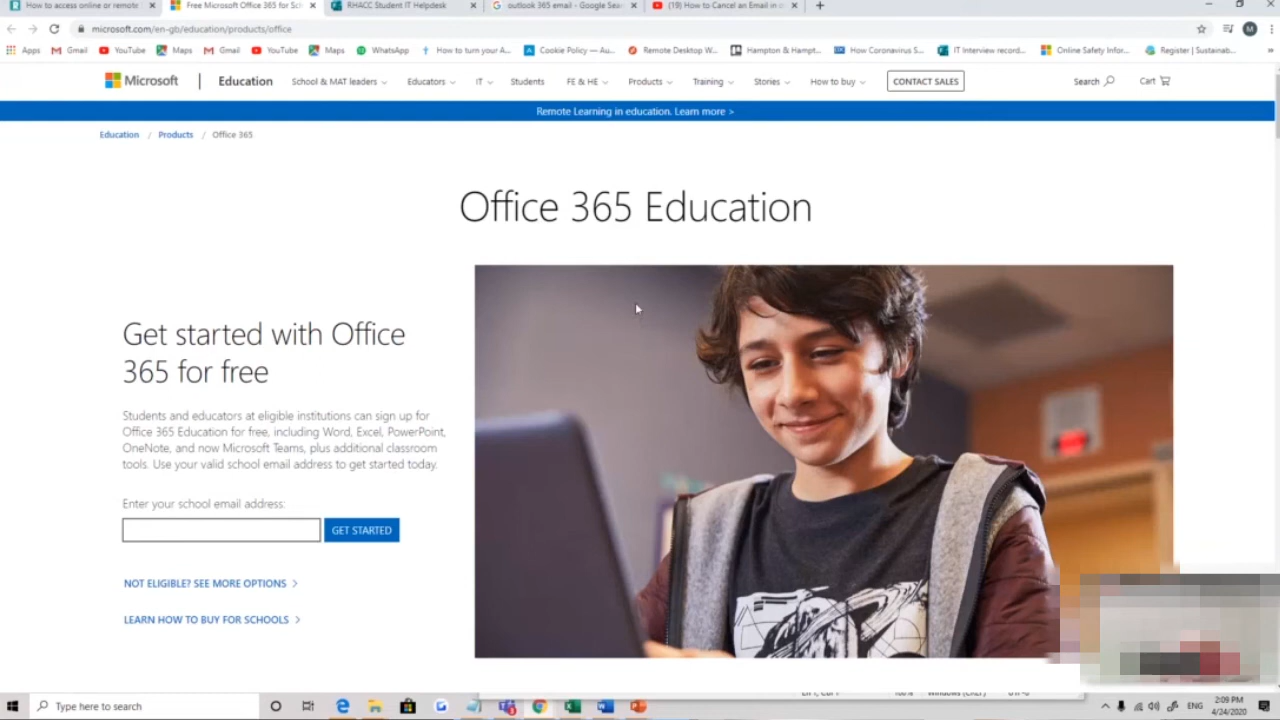 How to access online or remote
Free Microsoft Office 365 for Sch
RHACC Student IT Helpdesk
outlook 365 email - Google Sear
(19) How to Cancel an Email in o
microsoft.com/en-gb/education/products/office
M
Apps Gmail YouTube Maps Gmail YouTube Maps WhatsApp How to turn your A... Cookie Policy — Au... Remote Desktop W... Hampton & Hampt... How Coronavirus S... IT Interview record... Online Safety Infor... Register | Sustainab... »
Microsoft | Education School & MAT leaders Educators IT Students FE & HE Products Training Stories How to buy CONTACT SALES Search Cart
Remote Learning in education. Learn more >
Education / Products / Office 365
Office 365 Education
Get started with Office
365 for free
Students and educators at eligible institutions can sign up for
Office 365 Education for free, including Word, Excel, PowerPoint,
OneNote, and now Microsoft Teams, plus additional classroom
tools. Use your valid school email address to get started today.
Enter your school email address:
GET STARTED
NOT ELIGIBLE? SEE MORE OPTIONS >
LEARN HOW TO BUY FOR SCHOOLS >
Type here to search
ENG
2:09 PM
4/24/2020